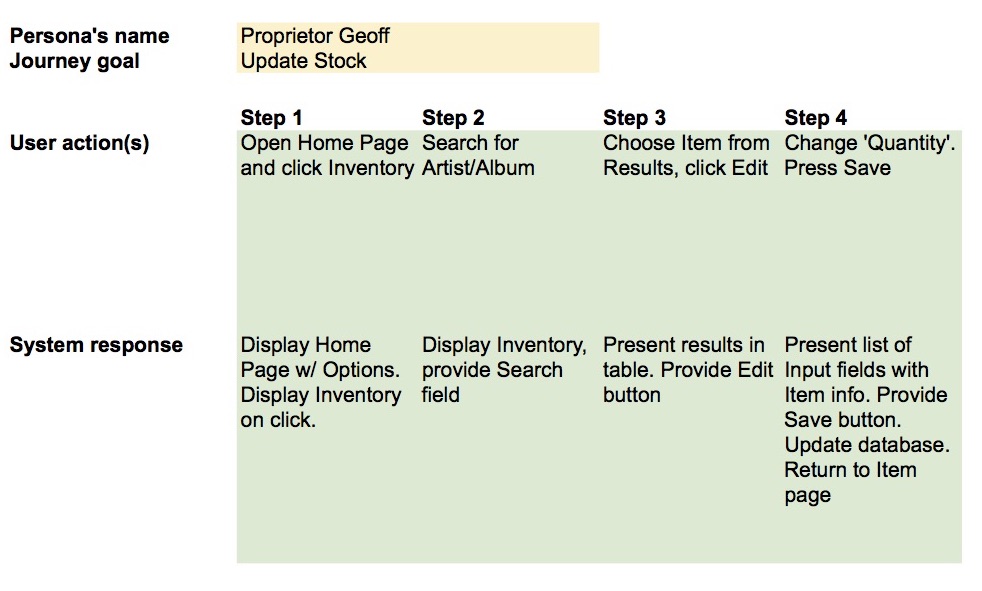 Persona's name
Proprietor Geoff
Journey goal
Update Stock
Step 1
Step 2
Step 3
Step 4
User action(s)
Open Home Page
and click Inventory
Search for
Artist/Album
Choose Item from
Results, click Edit
Change 'Quantity'.
Press Save
System response
Display Home
Page w/ Options.
Display Inventory
on click.
Display Inventory,
provide Search
field
Present results in
table. Provide Edit
button
Present list of
Input fields with
Item info. Provide
Save button.
Update database.
Return to Item
page